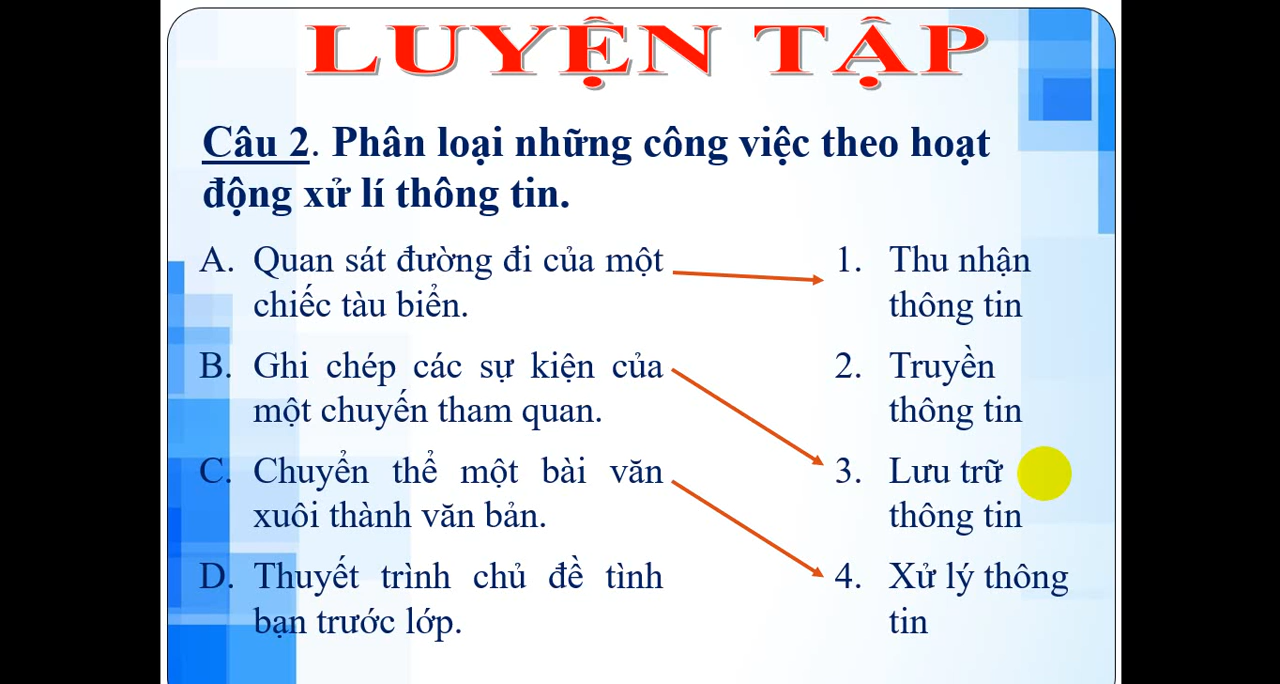 LUYỆN TẬP
Câu 2. Phân loại những công việc theo hoạt
động xử lí thông tin.
A. Quan sát đường đi của một
chiếc tàu biển.
B. Ghi chép các sự kiện của
một chuyến tham quan.
C. Chuyển thể một bài văn
xuôi thành văn bản.
D. Thuyết trình chủ đề tình
bạn trước lớp.
1. Thu nhận
thông tin
2. Truyền
thông tin
3. Lưu trữ
thông tin
4. Xử lý thông
tin